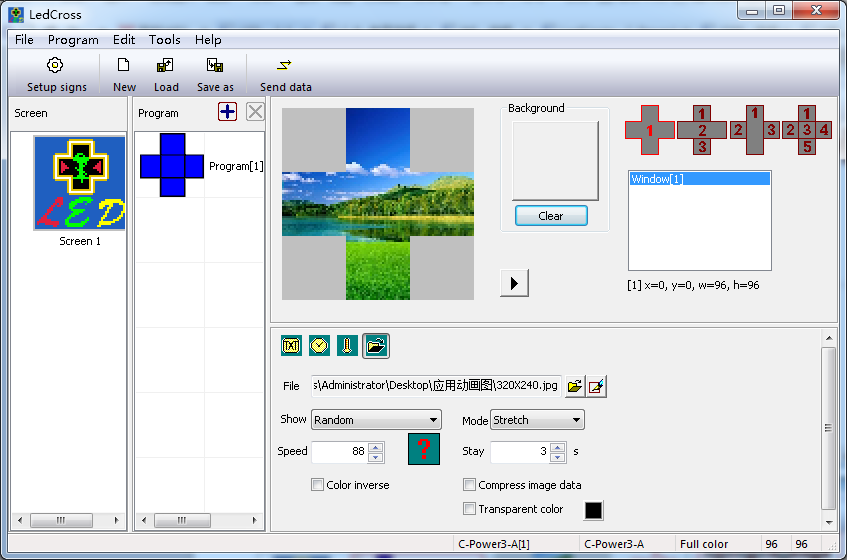 LedCross
File Program Edit Tools Help
Setup signs New Load Save as Send data
Screen
LED
Screen 1
Program
Program[1]
Background
Clear
1
1
2
3
1
2 3
1
2 3 4
5
Window[1]
[1] x=0, y=0, w=96, h=96
TXT
File s\Administrator\Desktop\应用动画图\320X240.jpg
Show Random Mode Stretch
Speed 88 ? Stay 3 s
Color inverse Compress image data
Transparent color
C-Power3-A[1] C-Power3-A Full color 96 96